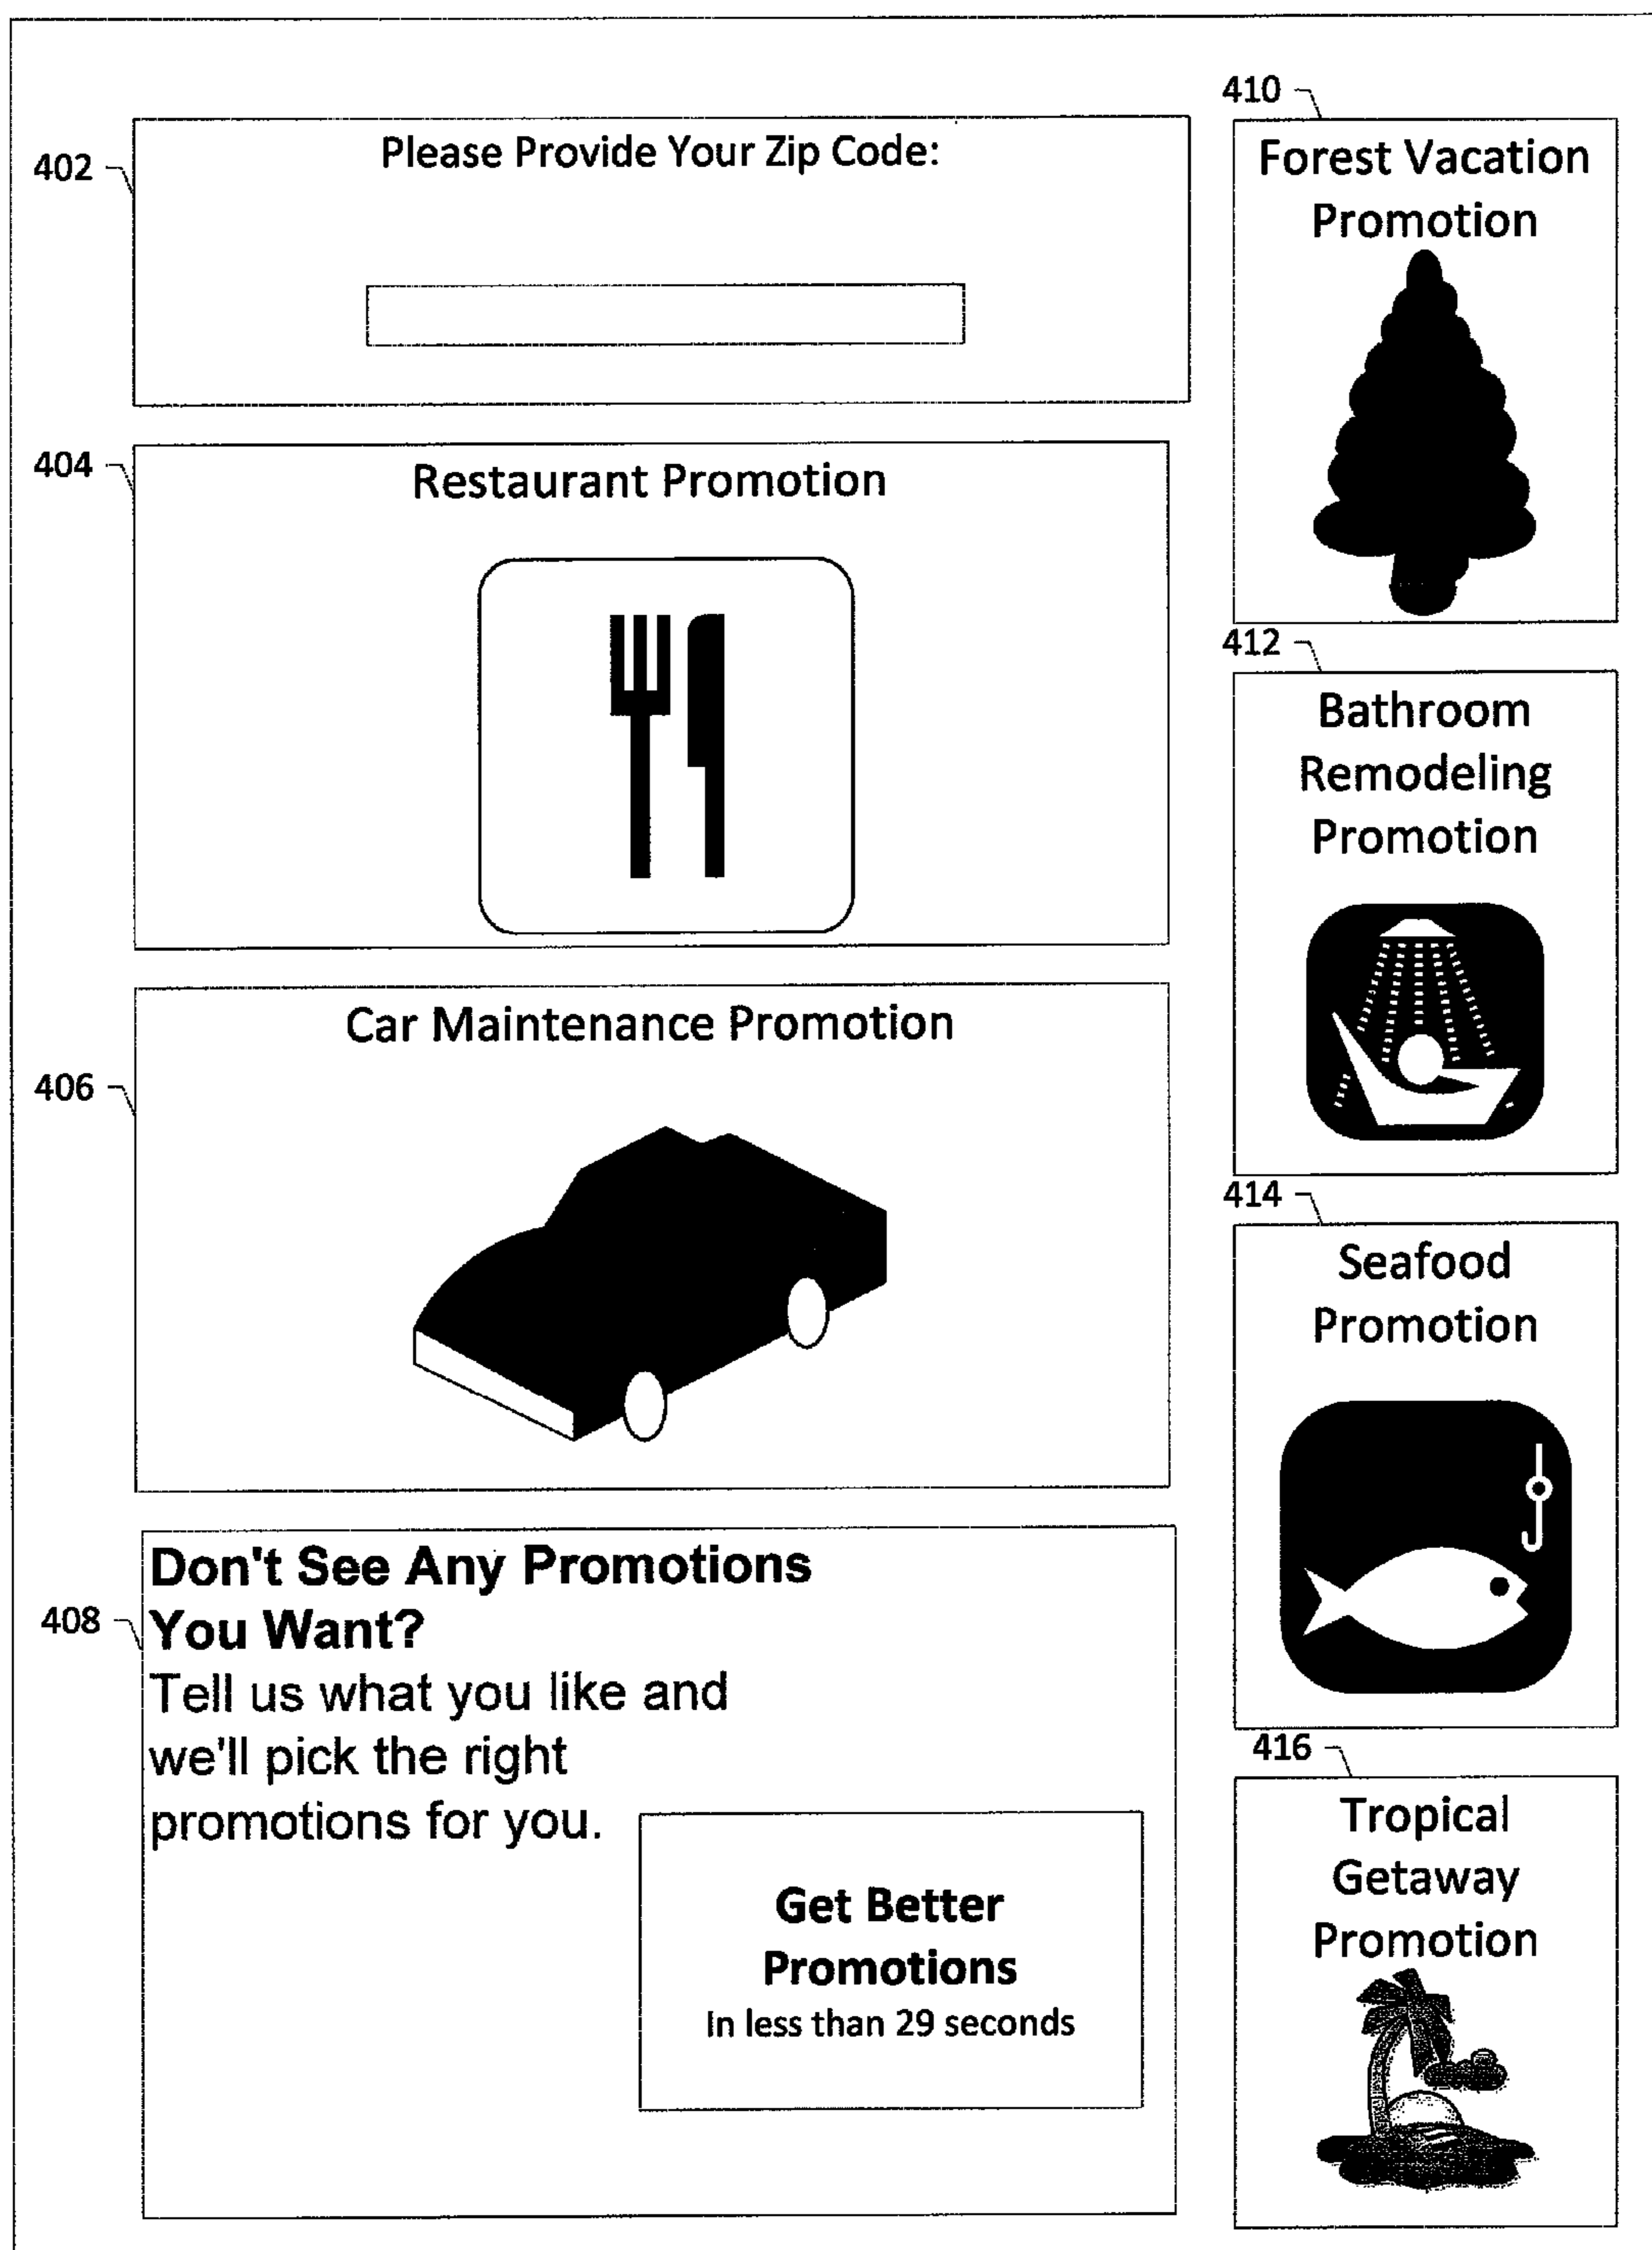 402
Please Provide Your Zip Code:
404
Restaurant Promotion
406
Car Maintenance Promotion
408
Don't See Any Promotions
You Want?
Tell us what you like and
we'll pick the right
promotions for you.
Get Better
Promotions
In less than 29 seconds
410
Forest Vacation
Promotion
412
Bathroom
Remodeling
Promotion
414
Seafood
Promotion
416
Tropical
Getaway
Promotion